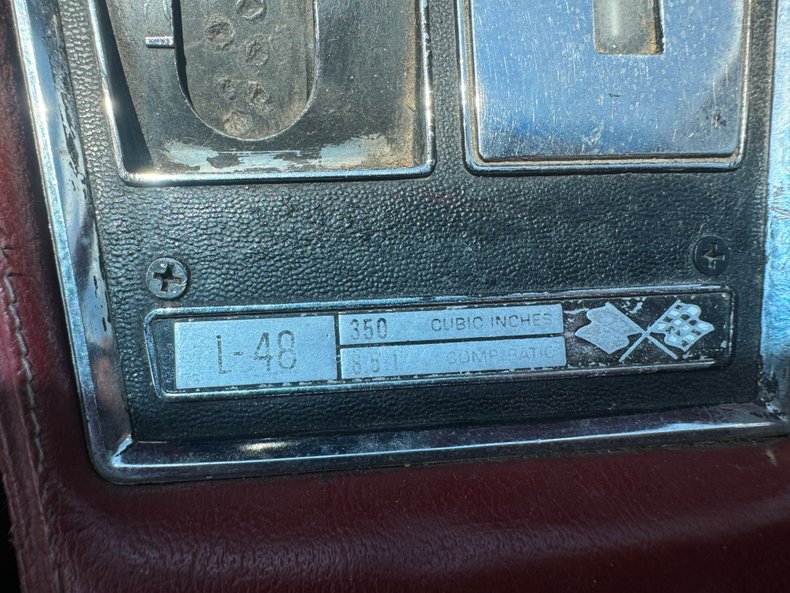 L-48
350 CUBIC INCHES
8.5.1 COMP. RATIO